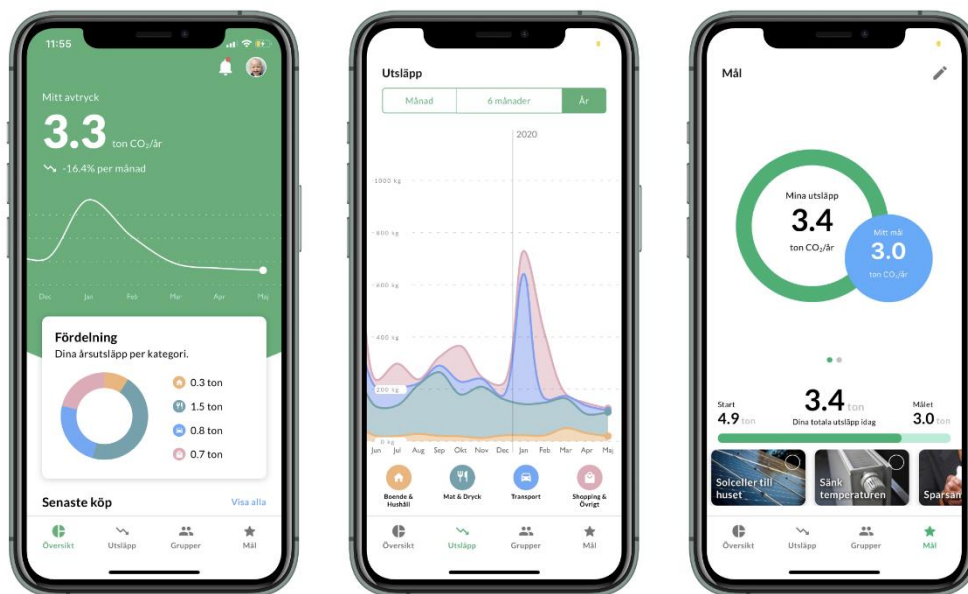 11:55
Mitt avtryck
3.3 ton CO₂/år
-16.4% per månad
Dec Jan Feb Mar Apr Maj
Fördelning
Dina årsutsläpp per kategori.
0.3 ton
1.5 ton
0.8 ton
0.7 ton
Senaste köp Visa alla
Översikt Utsläpp Grupper Mål
Utsläpp
Månad 6 månader År
2020
1000 kg
800 kg
600 kg
400 kg
200 kg
0 kg
Jun Jul Aug Sep Okt Nov Dec Jan Feb Mar Apr Maj
Boende &
Hushåll
Mat & Dryck
Transport
Shopping &
Övrigt
Översikt Utsläpp Grupper Mål
Mål
Mina utsläpp
3.4
ton CO₂/år
Mitt mål
3.0
ton CO₂/år
Start
4.9 ton
3.4 ton
Dina totala utsläpp idag
Målet
3.0 ton
Solceller till
huset
Sänk
temperaturen
Sparsan
Översikt Utsläpp Grupper Mål